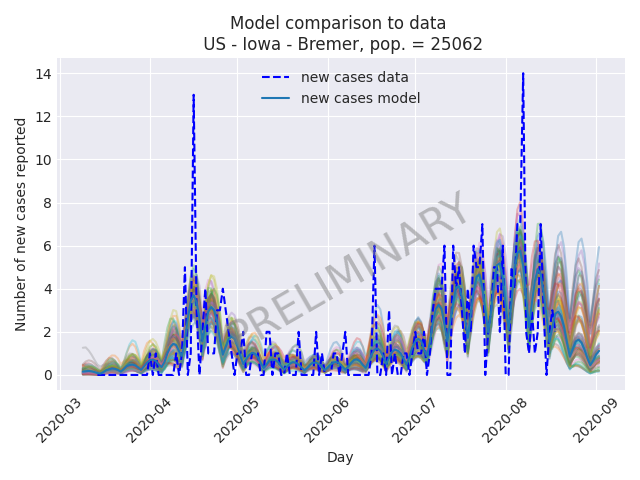 Model comparison to data
US - Iowa - Bremer, pop. = 25062
new cases data
new cases model
PRELIMINARY
Number of new cases reported
14
12
10
8
6
4
2
0
2020-03
2020-04
2020-05
2020-06
2020-07
2020-08
2020-09
Day